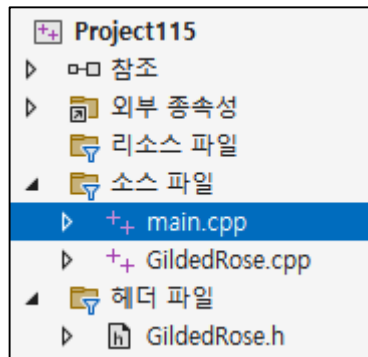 Project115
참조
외부 종속성
리소스 파일
소스 파일
++ main.cpp
++ GildedRose.cpp
헤더 파일
h GildedRose.h